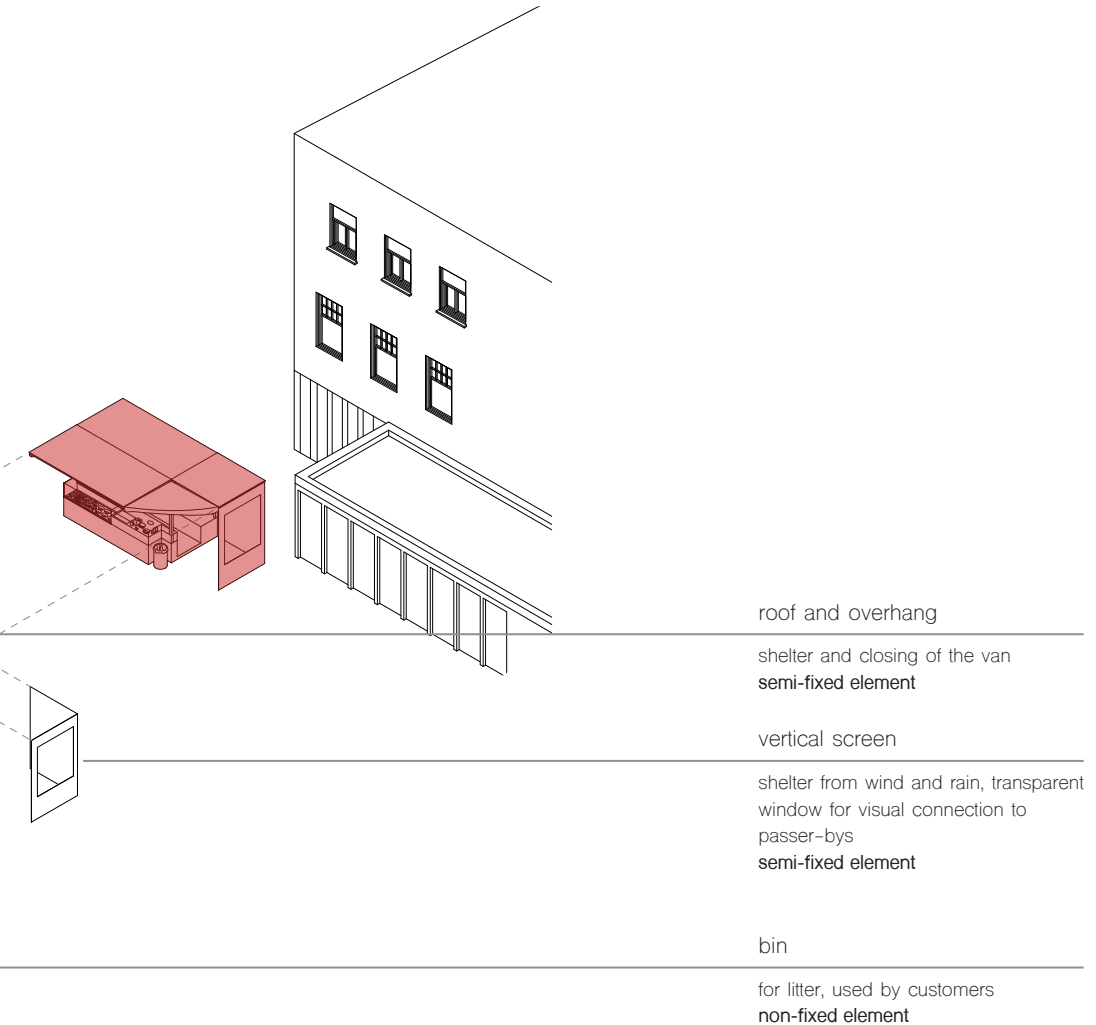 roof and overhang
shelter and closing of the van
semi-fixed element
vertical screen
shelter from wind and rain, transparent
window for visual connection to
passer-bys
semi-fixed element
bin
for litter, used by customers
non-fixed element